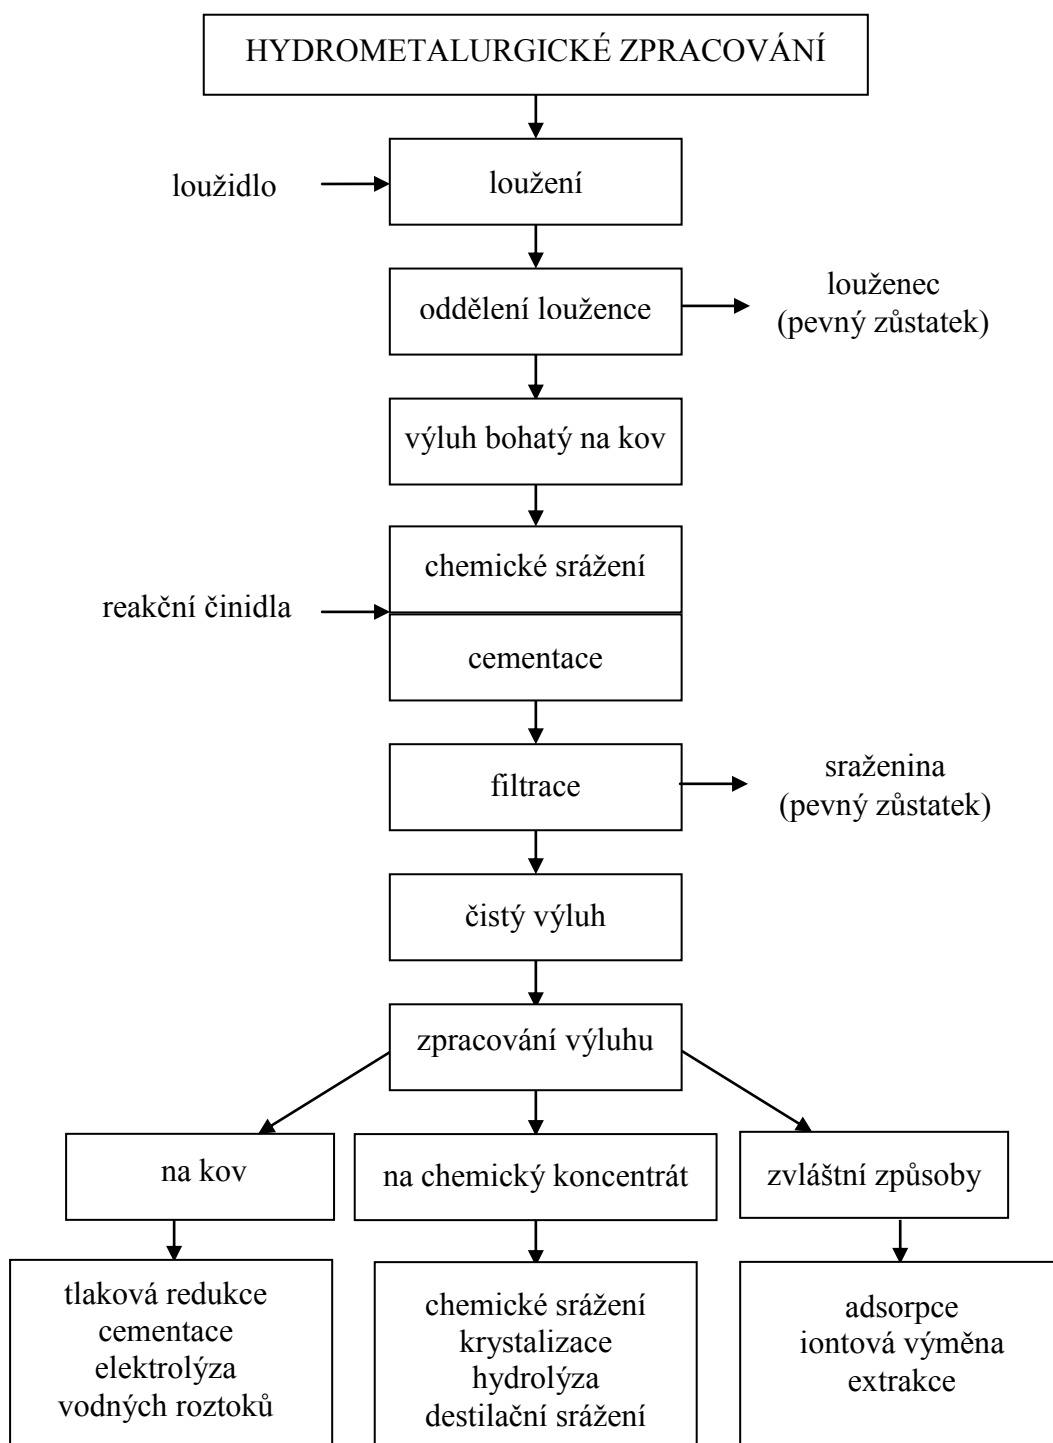 HYDROMETALURGICKÉ ZPRACOVÁNÍ
loužidlo
loužení
oddělení loužence
louženec
(pevný zůstatek)
výluh bohatý na kov
chemické srážení
reakční činidla
cementace
filtrace
sraženina
(pevný zůstatek)
čistý výluh
zpracování výluhu
na kov
na chemický koncentrát
zvláštní způsoby
tlaková redukce
cementace
elektrolýza
vodných roztoků
chemické srážení
krystalizace
hydrolýza
destilační srážení
adsorpce
iontová výměna
extrakce